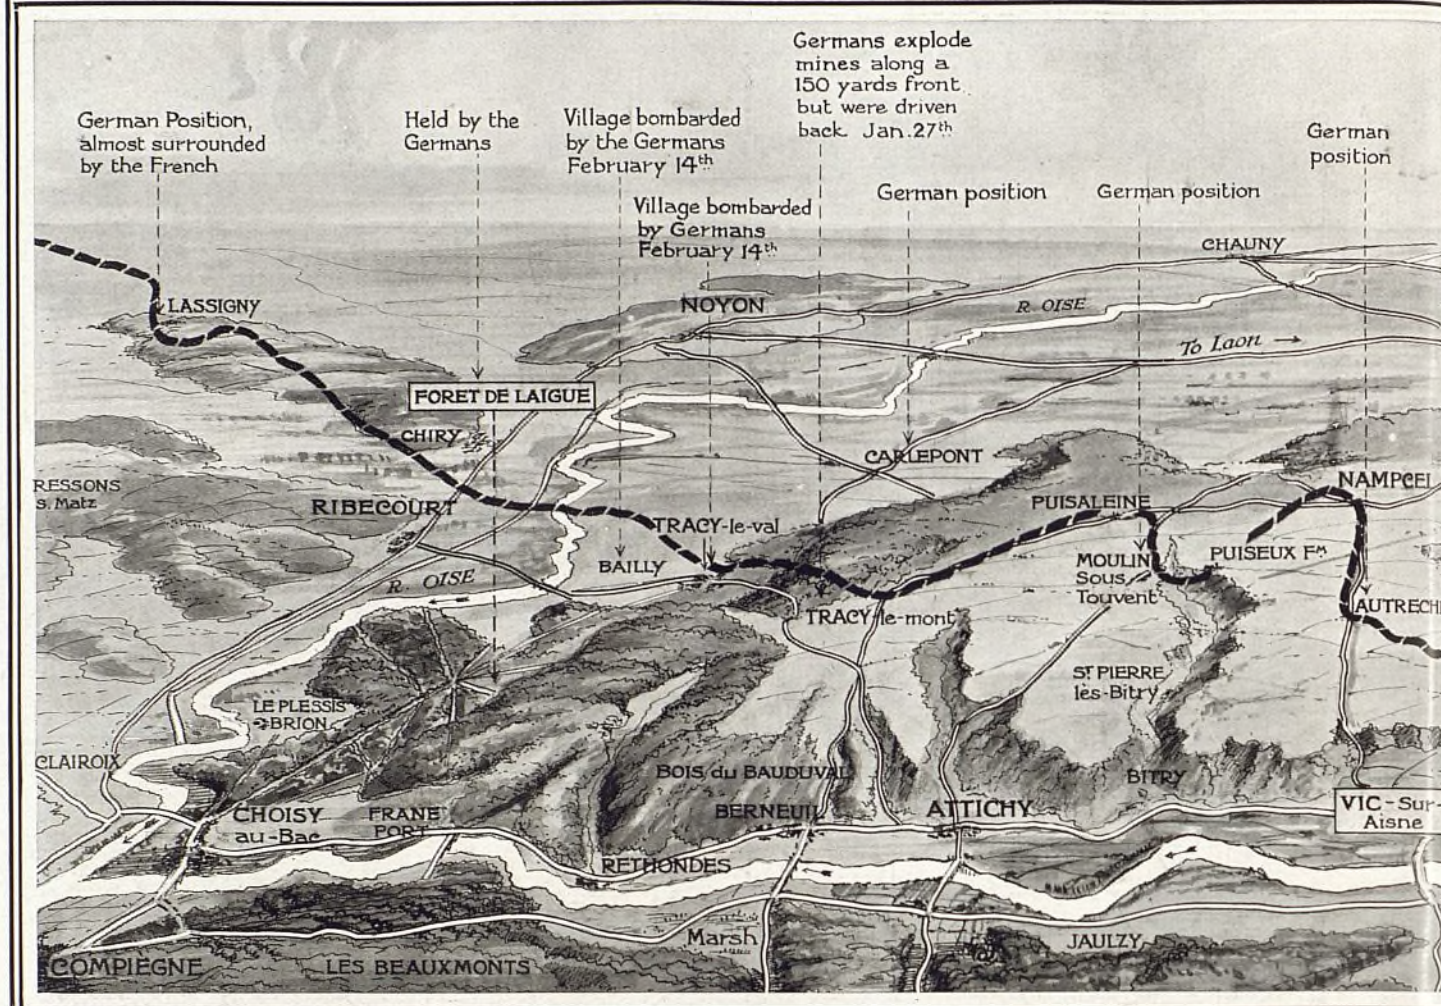 Germans explode
mines along a
150 yards front
but were driven
back Jan. 27th
German Position,
almost surrounded
by the French
Held by the
Germans
Village bombarded
by the Germans
February 14th
German
position
Village bombarded
by Germans
February 14th
German position
German position
CHAUNY
LASSIGNY
NOYON
R. OISE
To Laon
FORET DE LAIGUE
CHIRY
CARLEPONT
RESSONS
s. Matz
RIBECOURT
PUISALEINE
NAMPCEL
TRACY-le-val
BAILLY
MOULIN
Sous
Touvent
PUISEUX FM
R. OISE
TRACY-le-mont
AUTRECHE
ST PIERRE
lès-Bitry
LE PLESSIS
BRION
CLAIROIX
BOIS du BAUDUVAL
BITRY
CHOISY
au-Bac
FRANE
PORT
BERNEUIL
ATTICHY
VIC-Sur-
Aisne
RETHONDES
Marsh
JAULZY
COMPIEGNE
LES BEAUXMONTS